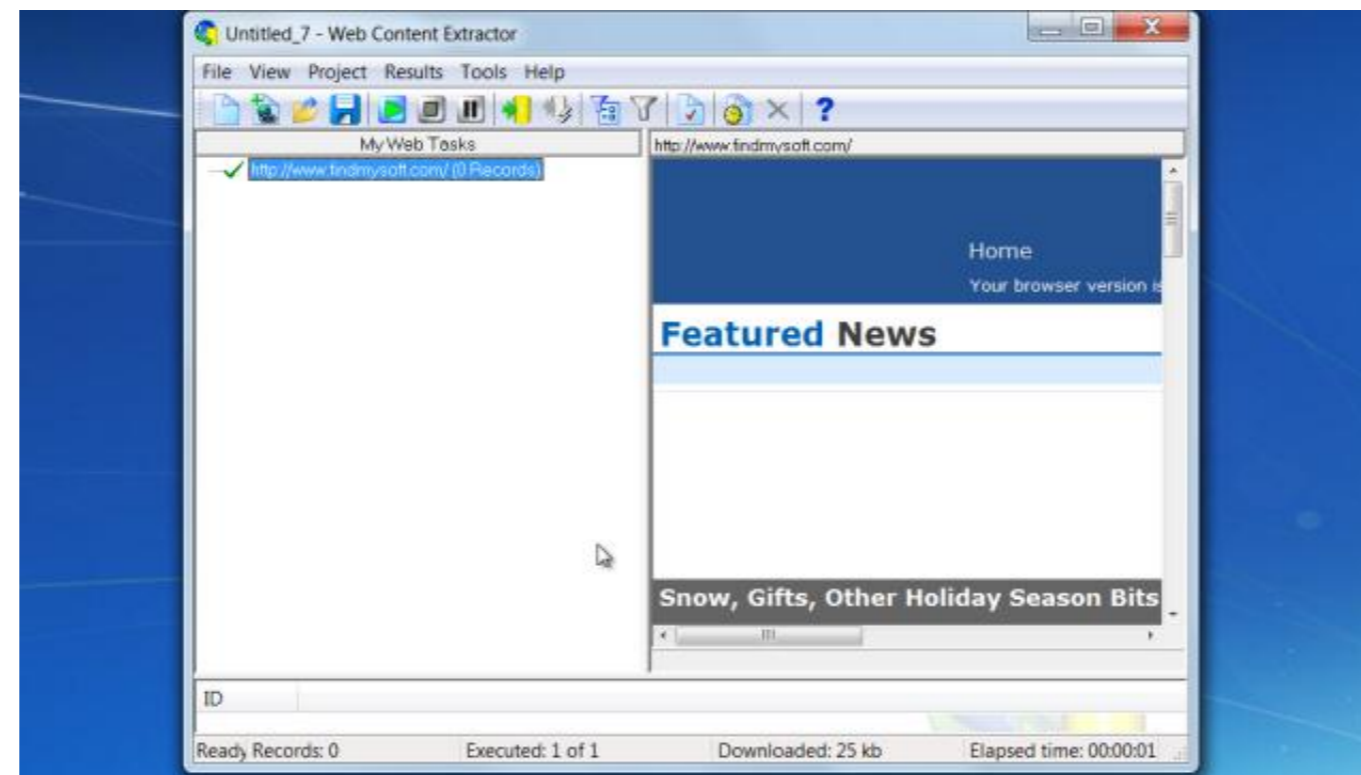 Untitled_7 - Web Content Extractor
File View Project Results Tools Help
My Web Tasks
http://www.findmysoft.com/
http://www.findmysoft.com/ (0 Records)
Home
Your browser version is
Featured News
Snow, Gifts, Other Holiday Season Bits
ID
Ready Records: 0 Executed: 1 of 1 Downloaded: 25 kb Elapsed time: 00:00:01